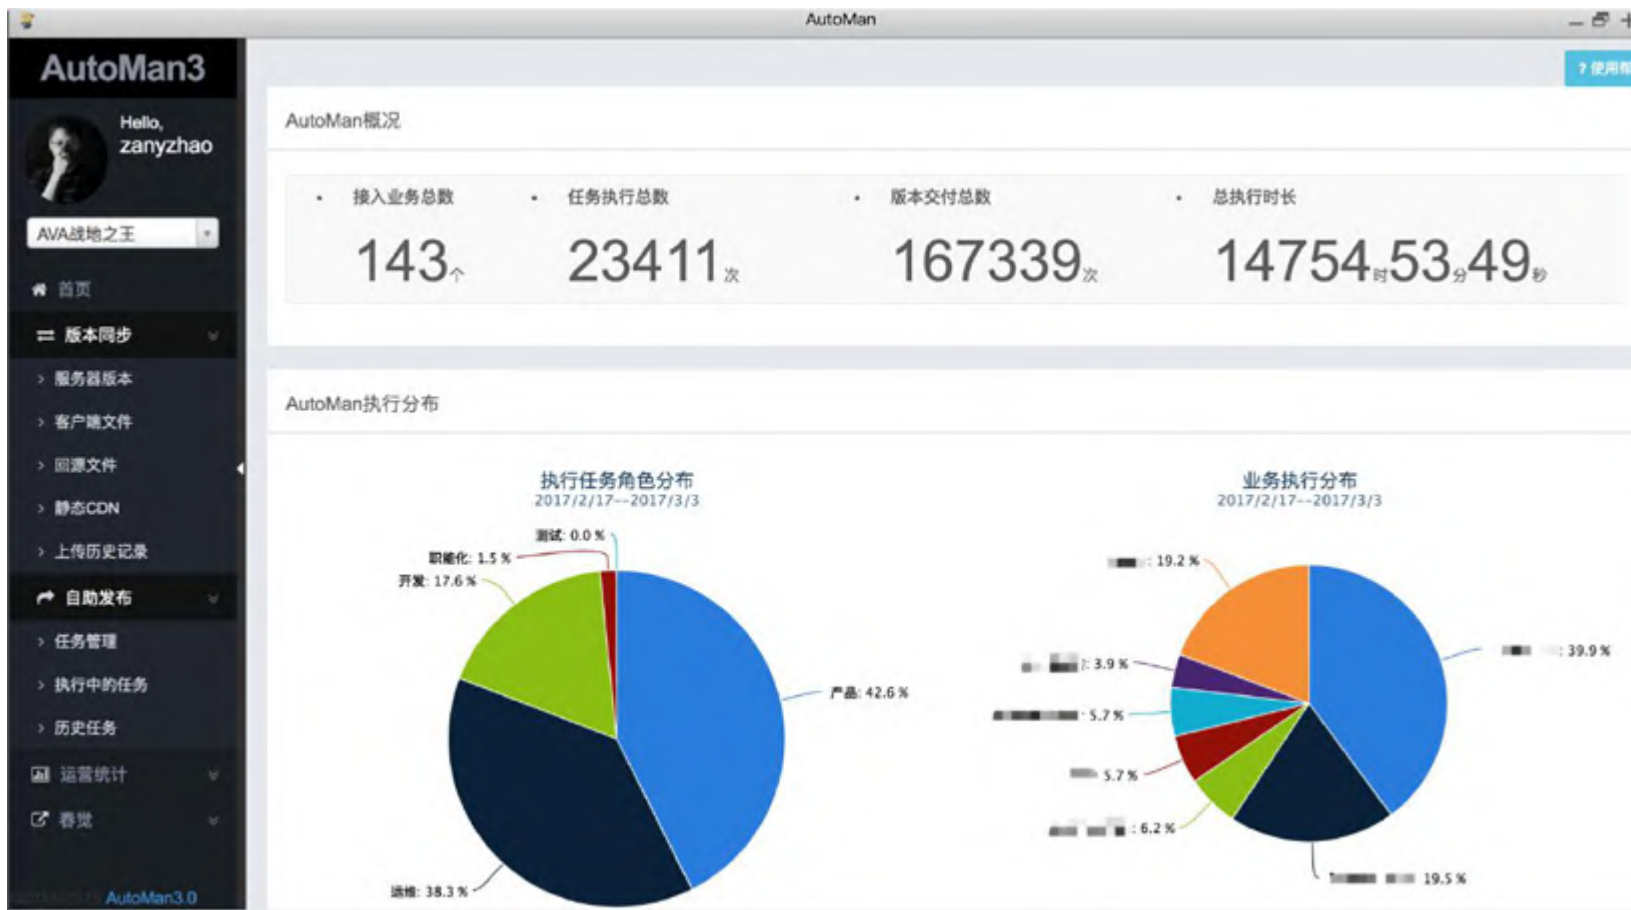 AutoMan
AutoMan3
Hello,
zanyzhao
AVA战地之王
首页
版本同步
服务器版本
客户端文件
回源文件
静态CDN
上传历史记录
自助发布
任务管理
执行中的任务
历史任务
运营统计
春觉
AutoMan3.0
? 使用帮
AutoMan概况
接入业务总数
143个
任务执行总数
23411次
版本交付总数
167339次
总执行时长
14754时53分49秒
AutoMan执行分布
执行任务角色分布
2017/2/17--2017/3/3
测试: 0.0 %
职能化: 1.5 %
开发: 17.6 %
产品: 42.6 %
运维: 38.3 %
业务执行分布
2017/2/17--2017/3/3
: 19.2 %
: 3.9 %
5.7 %
5.7 %
: 6.2 %
: 39.9 %
19.5 %